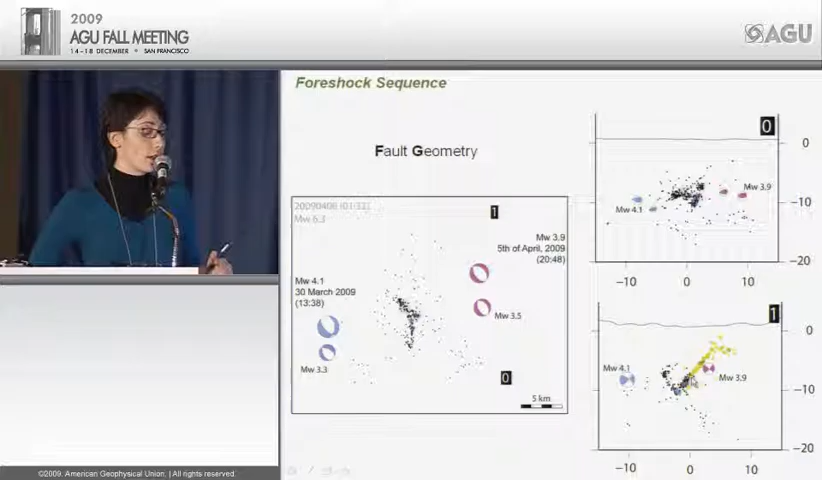 2009
AGU FALL MEETING
14-18 DECEMBER • SAN FRANCISCO
AGU
Foreshock Sequence
Fault Geometry
20090406 (01:32)
Mw 6.3
1
Mw 3.9
5th of April, 2009
(20:48)
Mw 4.1
30 March 2009
(13:38)
Mw 3.5
Mw 3.3
0
5 km
0
0
Mw 3.9
Mw 4.1
-10
-20
-10
0
10
1
0
Mw 4.1
Mw 3.9
-10
-20
-10
0
10
©2009. American Geophysical Union. | All rights reserved.